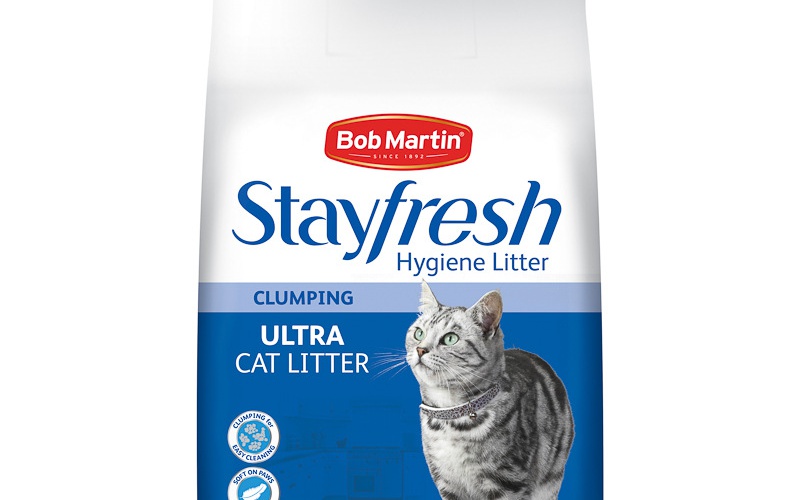 Bob Martin®
SINCE 1892
Stayfresh
Hygiene Litter
CLUMPING
ULTRA
CAT LITTER
CLUMPING for
EASY CLEANING
SOFT ON PAWS